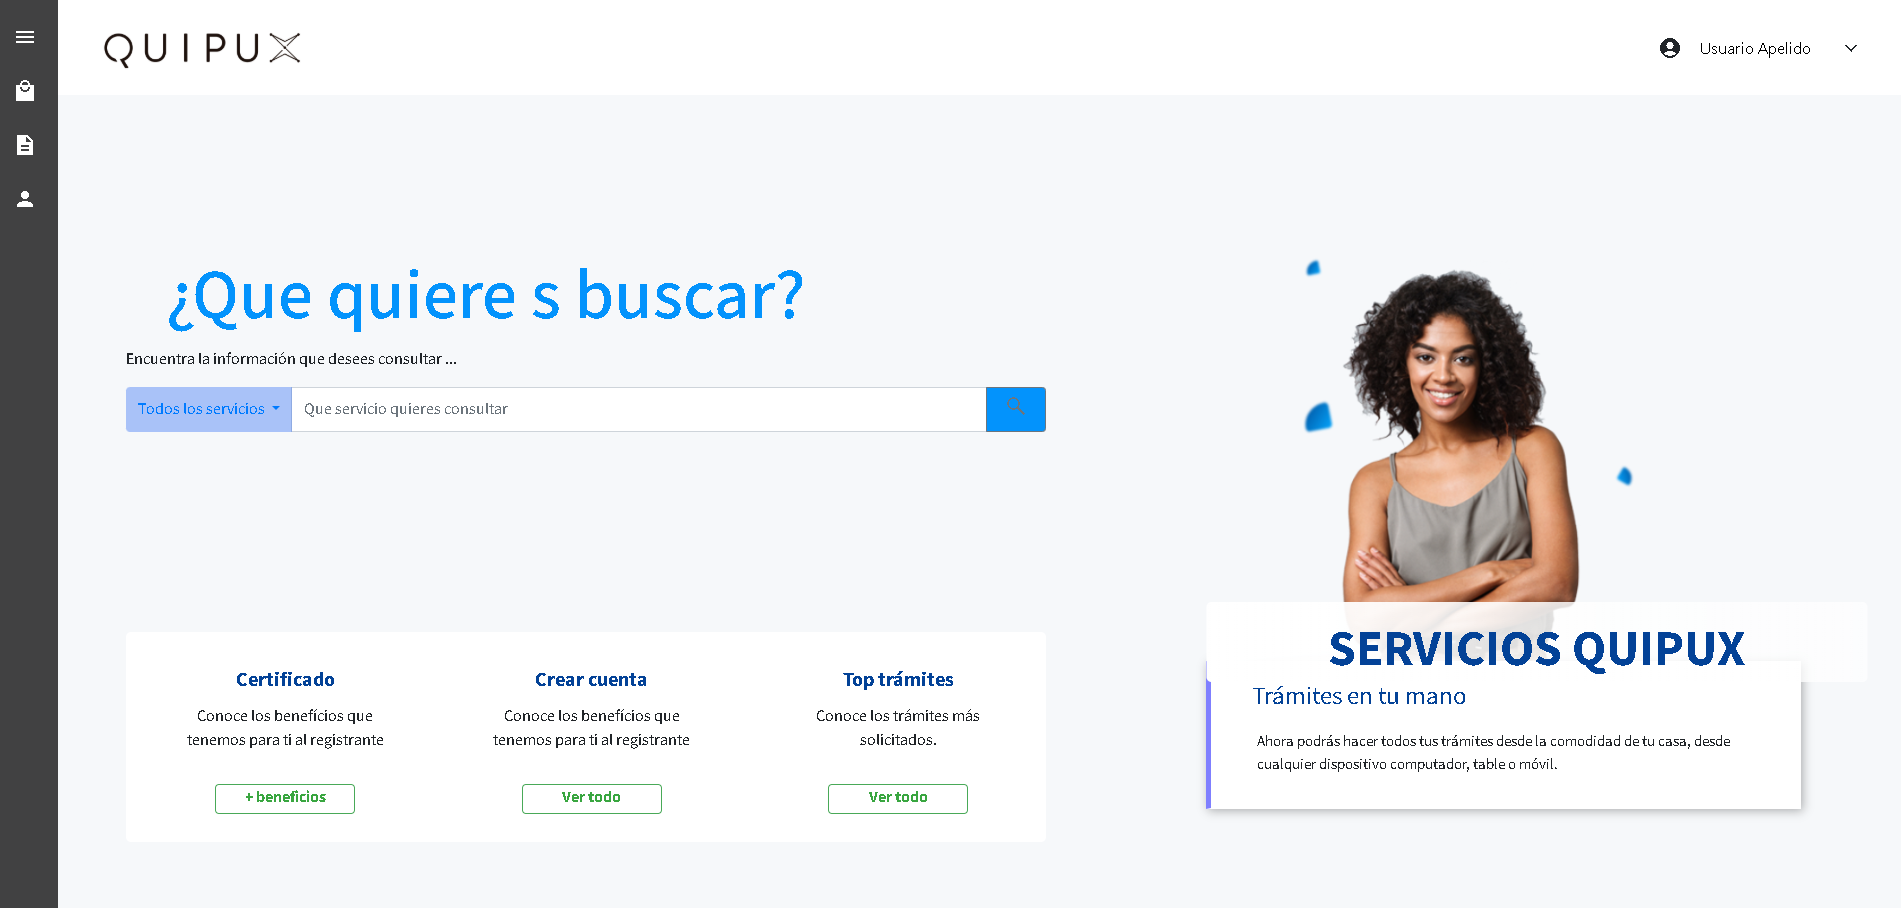 QUIPUX
Usuario Apelido
¿Que quiere s buscar?
Encuentra la información que desees consultar ...
Todos los servicios
Que servicio quieres consultar
Certificado
Conoce los benefícios que
tenemos para ti al registrante
+ beneficios
Crear cuenta
Conoce los benefícios que
tenemos para ti al registrante
Ver todo
Top trámites
Conoce los trámites más
solicitados.
Ver todo
SERVICIOS QUIPUX
Trámites en tu mano
Ahora podrás hacer todos tus trámites desde la comodidad de tu casa, desde
cualquier dispositivo computador, table o móvil.